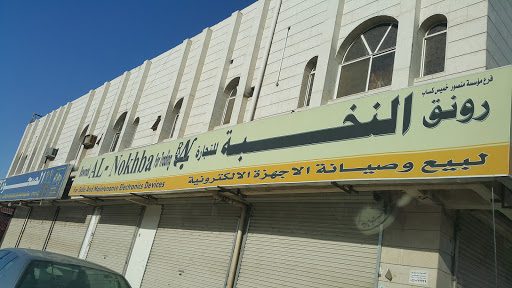 فرع مؤسسة منصور خميس كساب
رونق النخبة للتجارة
RN
Rawnaq AL - Nokhba for Trading
لبيع وصيانة الاجهزة الالكترونية
For Sale And Maintenance Electronics Devices